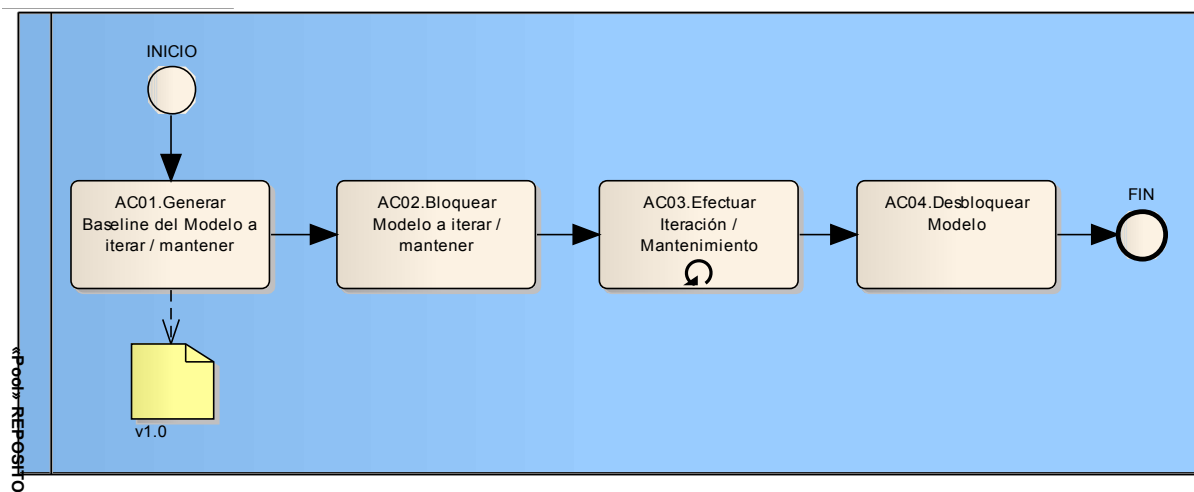 INICIO
AC01.Generar
Baseline del Modelo a
iterar / mantener
AC02.Bloquear
Modelo a iterar /
mantener
AC03.Efectuar
Iteración /
Mantenimiento
AC04.Desbloquear
Modelo
FIN
v1.0
«Pool» REPOSITO